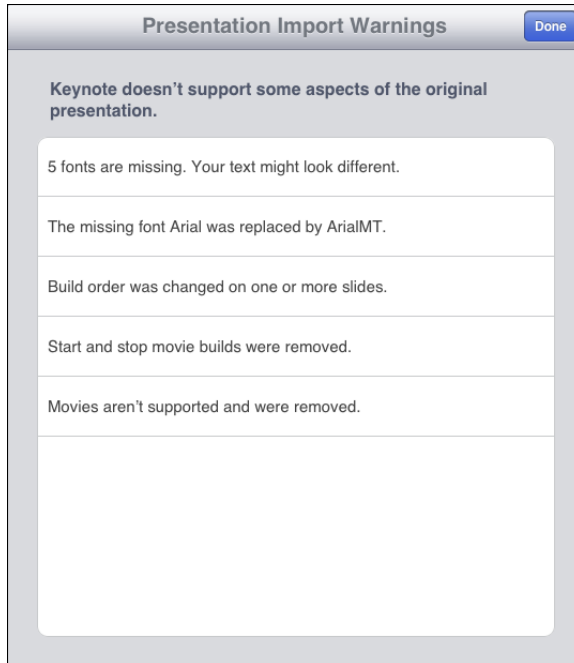 Presentation Import Warnings
Done
Keynote doesn’t support some aspects of the original
presentation.
5 fonts are missing. Your text might look different.
The missing font Arial was replaced by ArialMT.
Build order was changed on one or more slides.
Start and stop movie builds were removed.
Movies aren’t supported and were removed.